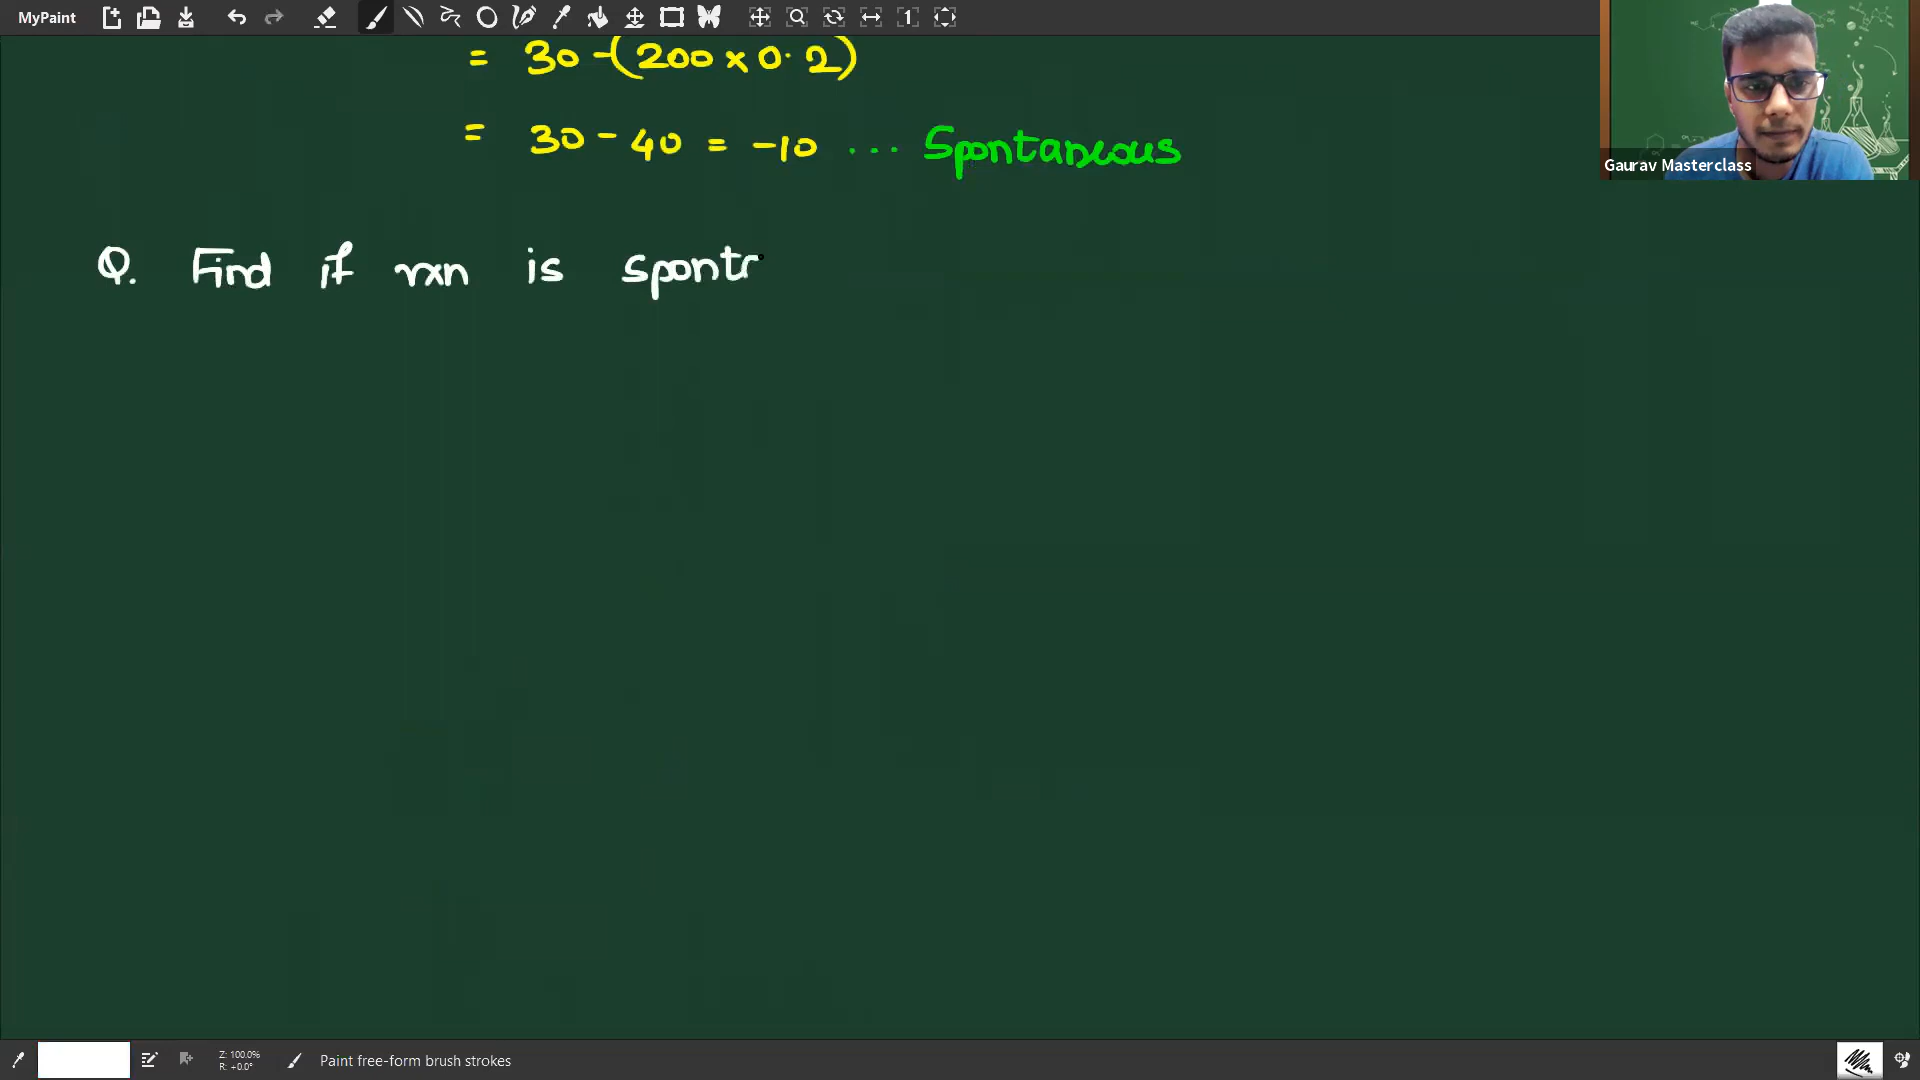 MyPaint
= 30 - (200 x 0.2)
= 30 - 40 = -10 ... Spontaneous
Gaurav Masterclass
Q. Find if rxn is spont
Z: 100.0%
R: +0.0°
Paint free-form brush strokes